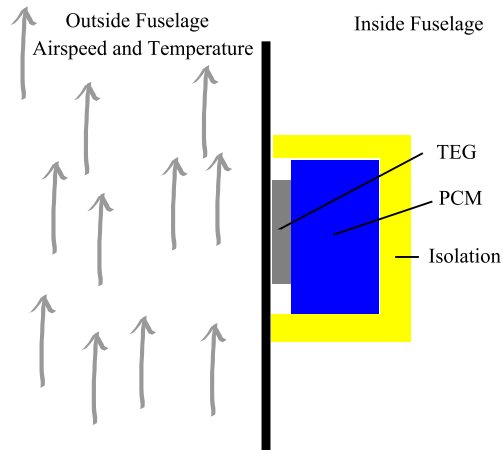 Outside Fuselage
Airspeed and Temperature
Inside Fuselage
TEG
PCM
Isolation